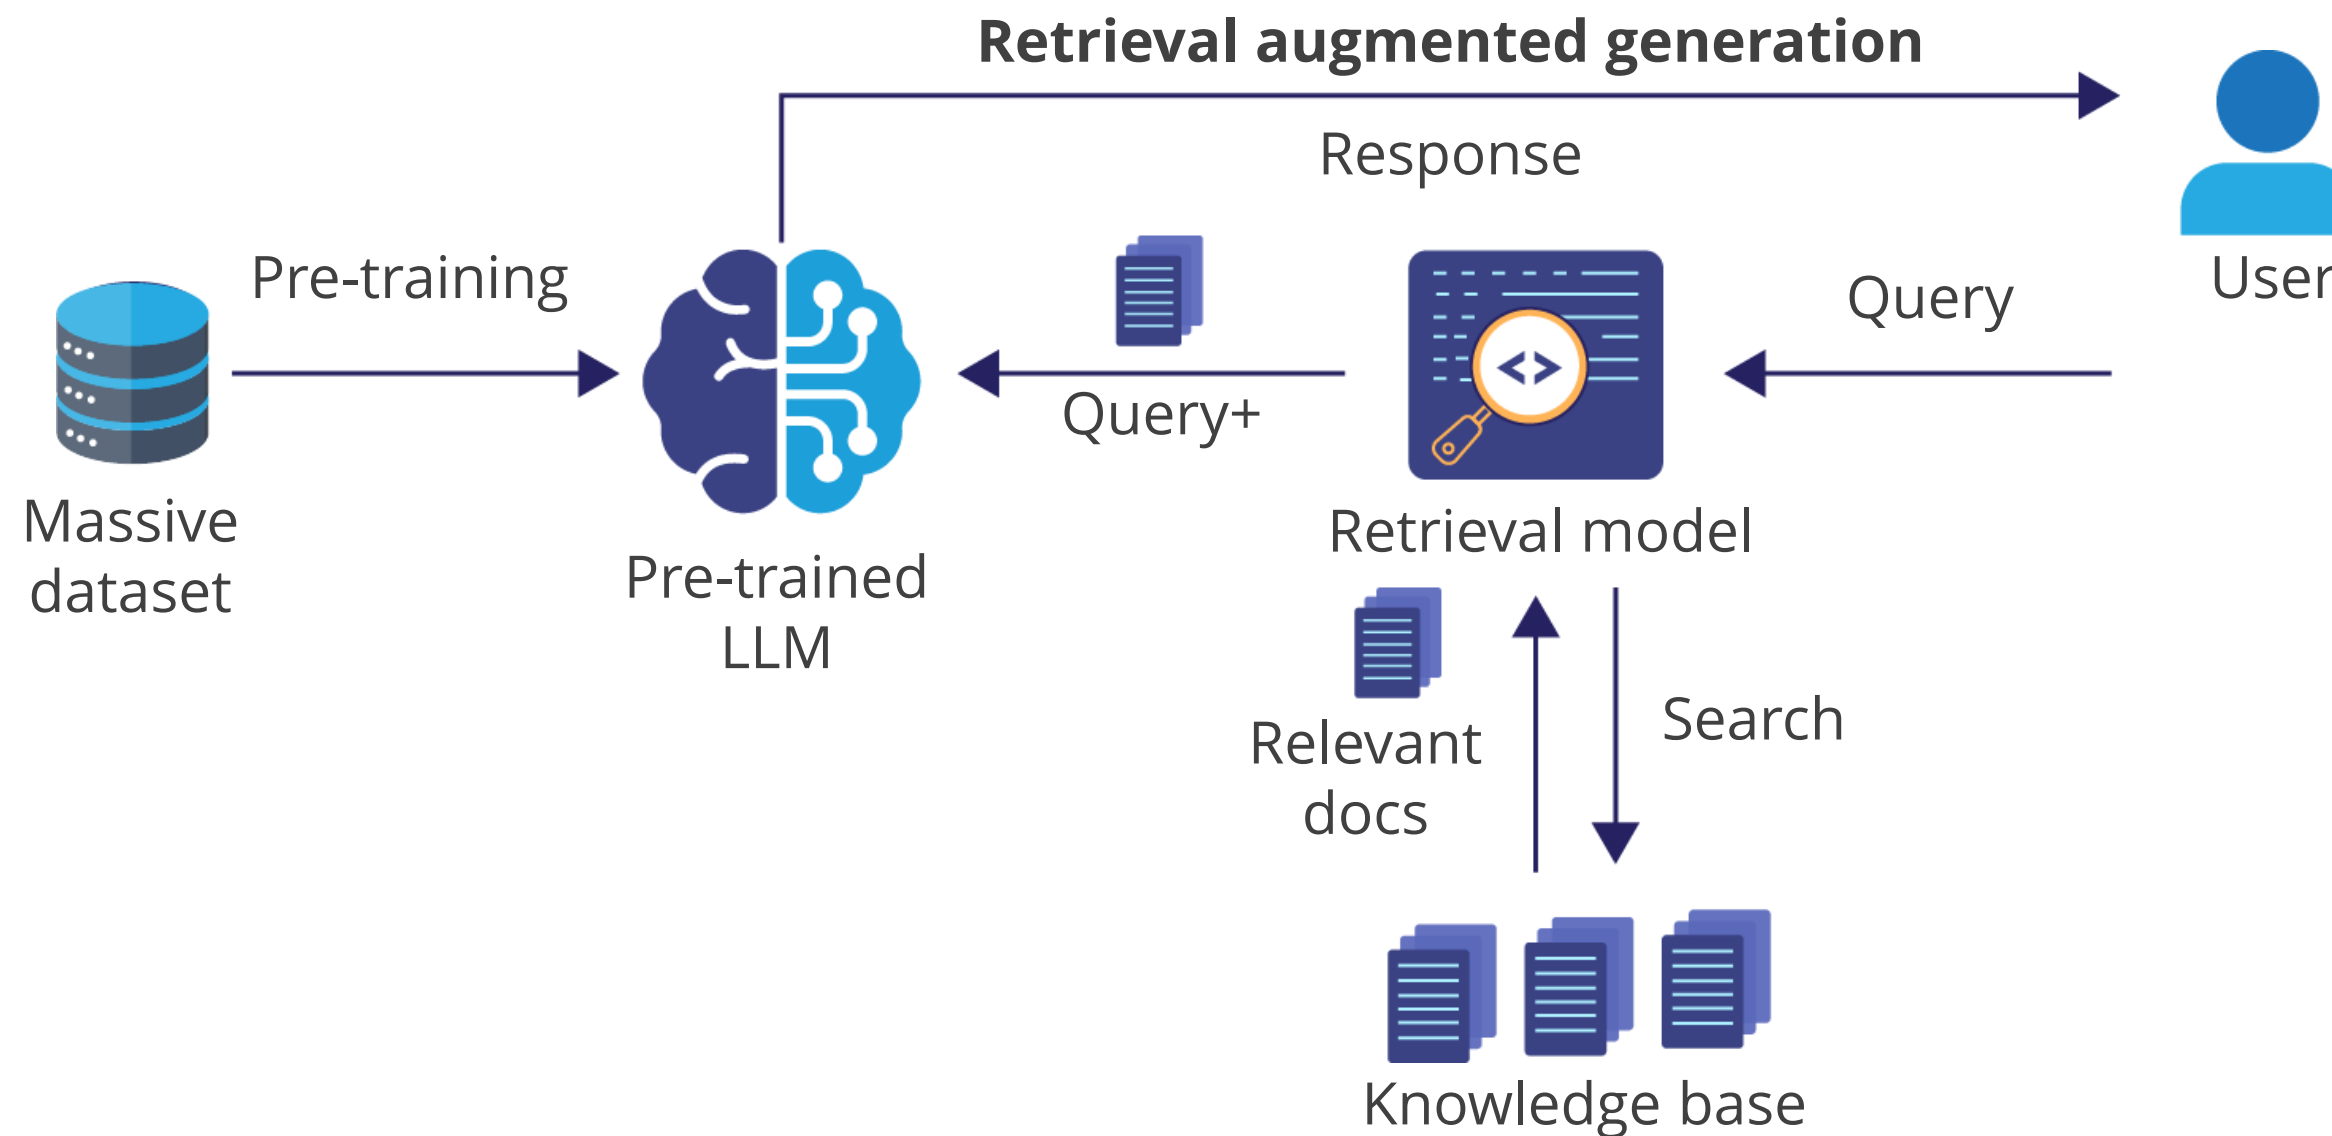 Retrieval augmented generation
Response
Pre-training
Query
User
Query+
Massive
dataset
Pre-trained
LLM
Retrieval model
Relevant
docs
Search
Knowledge base